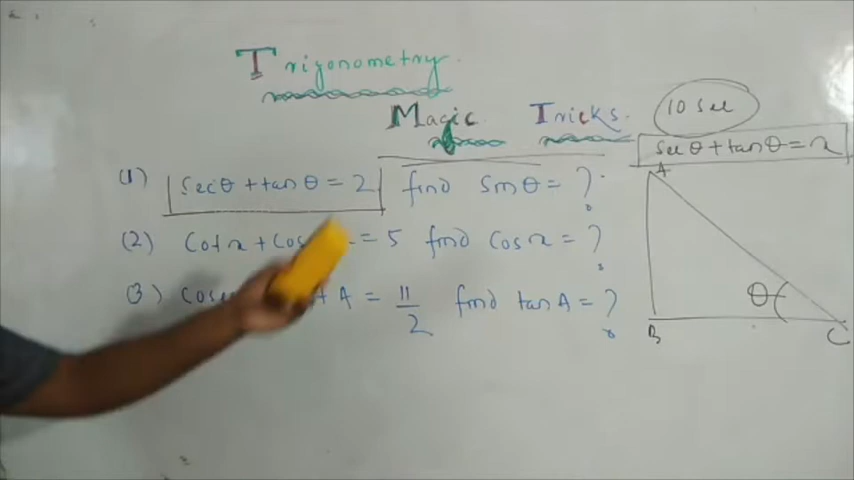 Trigonometry
Magic Tricks.
10 Sec
secθ + tanθ = x
(1) secθ + tanθ = 2 find sinθ = ?
(2) Cotx + Cos = 5 find Cosx = ?
(3) Cose t A = 11/2 find tanA = ?
A
θ
B
C